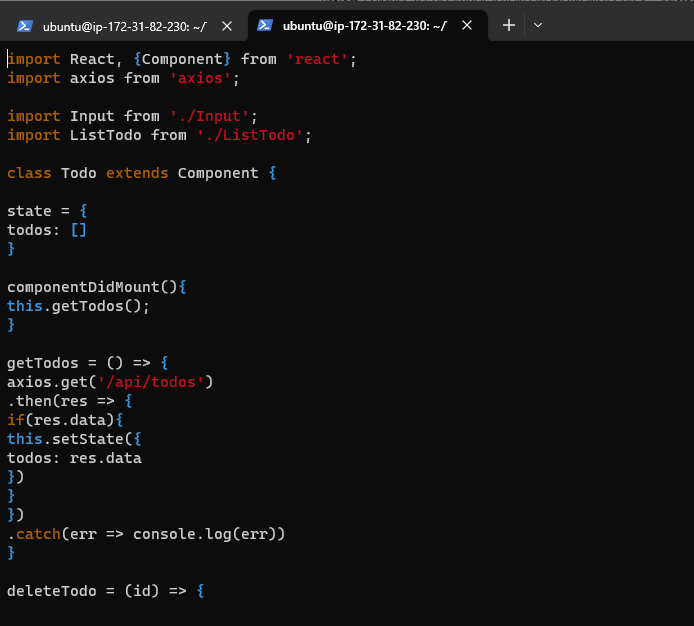 ubuntu@ip-172-31-82-230: ~/
ubuntu@ip-172-31-82-230: ~/
import React, {Component} from 'react';
import axios from 'axios';
import Input from './Input';
import ListTodo from './ListTodo';
class Todo extends Component {
state = {
todos: []
}
componentDidMount(){
this.getTodos();
}
getTodos = () => {
axios.get('/api/todos')
.then(res => {
if(res.data){
this.setState({
todos: res.data
})
}
})
.catch(err => console.log(err))
}
deleteTodo = (id) => {